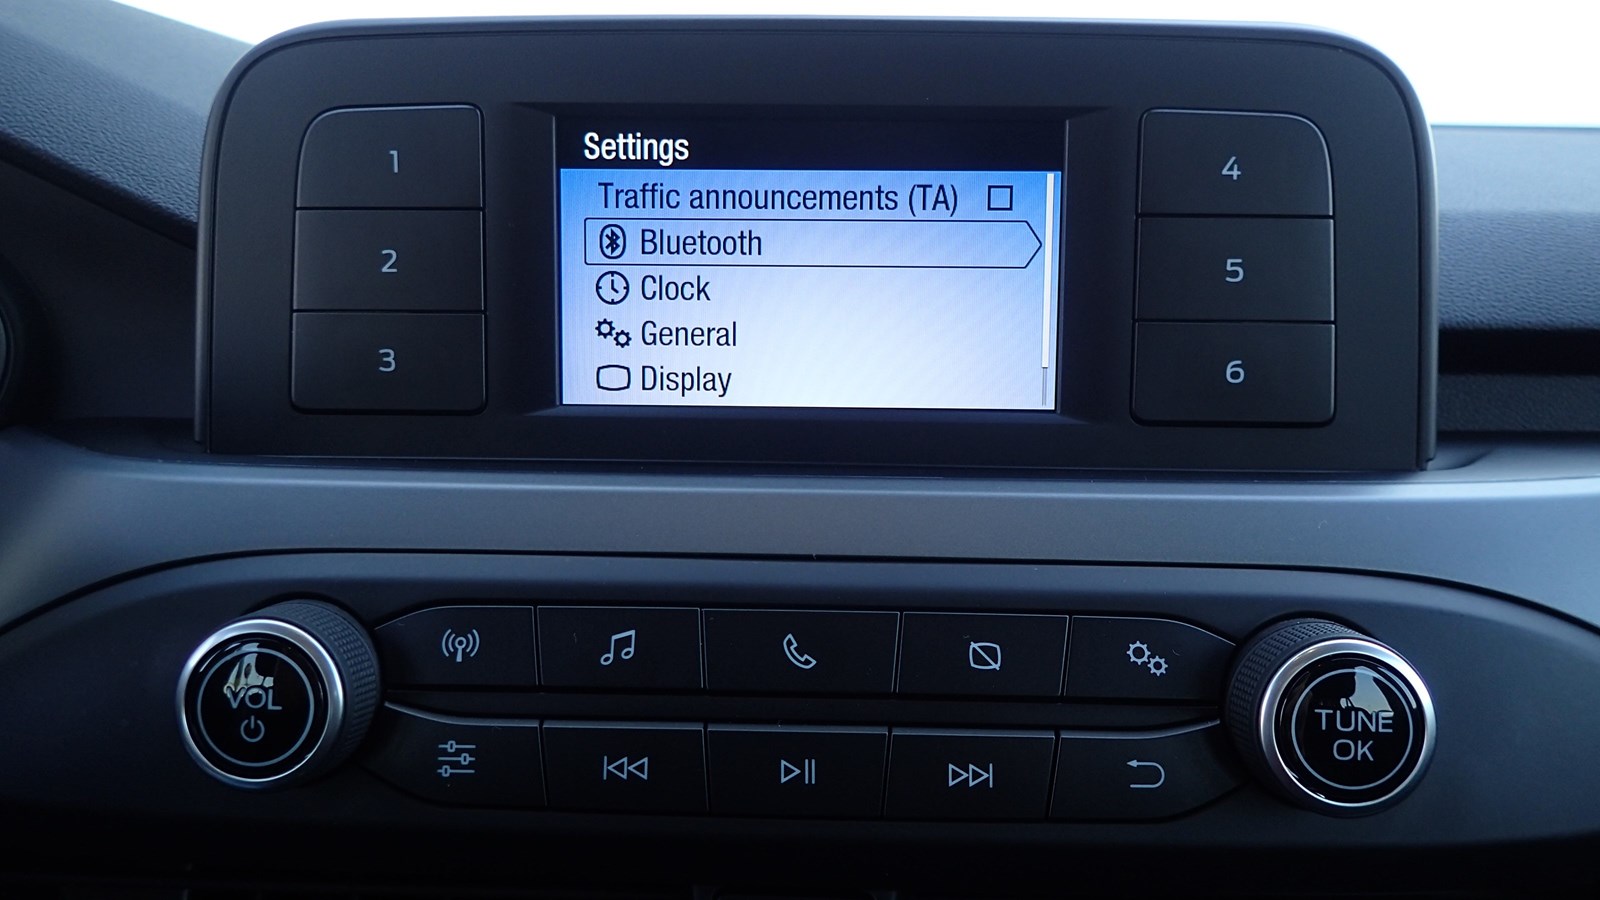 Settings
Traffic announcements (TA)
Bluetooth
Clock
General
Display
1
2
3
4
5
6
VOL
TUNE
OK